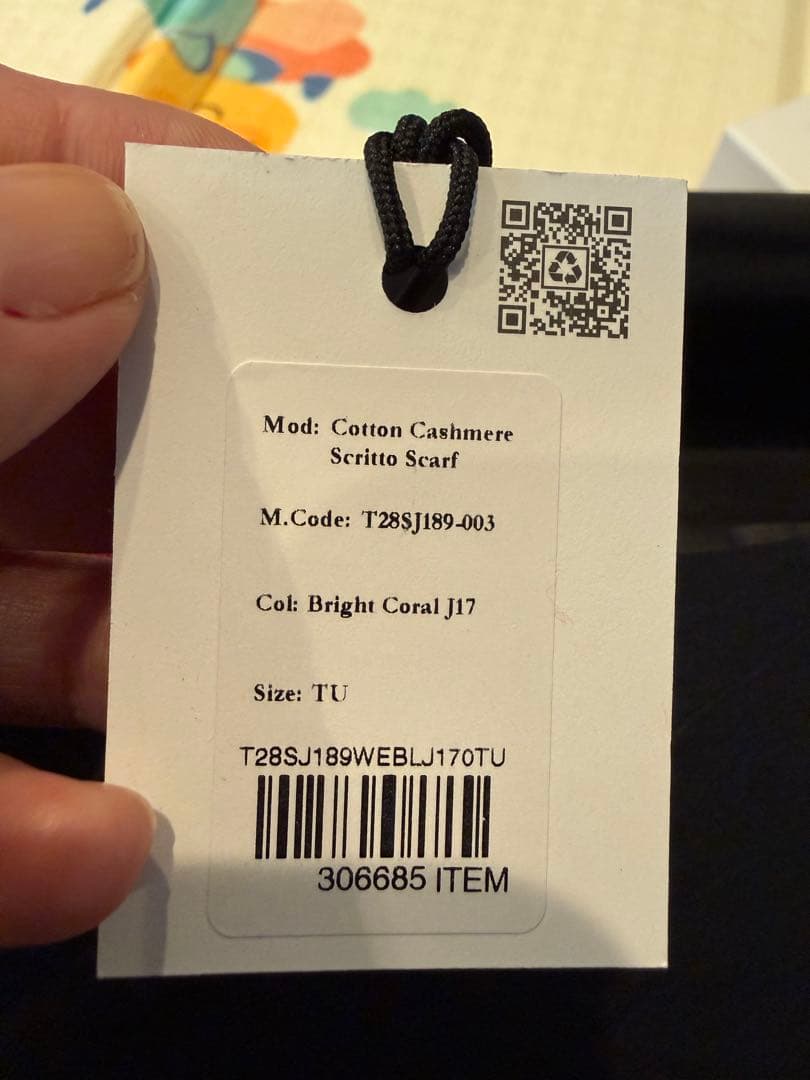 Mod: Cotton Cashmere
Scritto Scarf
M.Code: T28SJ189-003
Col: Bright Coral J17
Size: TU
T28SJ189WEBLJ170TU
306685 ITEM